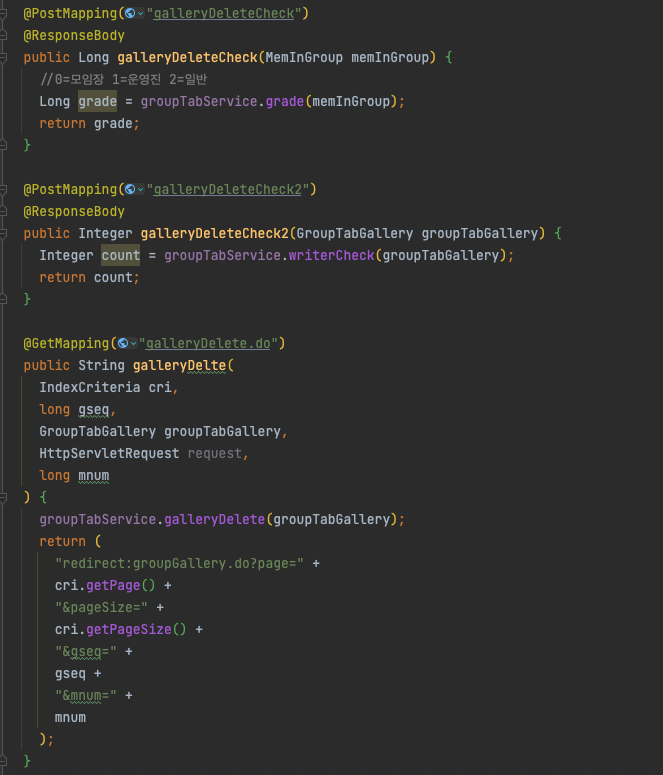 @PostMapping("galleryDeleteCheck")
@ResponseBody
public Long galleryDeleteCheck(MemInGroup memInGroup) {
//0=모임장 1=운영진 2=일반
Long grade = groupTabService.grade(memInGroup);
return grade;
}
@PostMapping("galleryDeleteCheck2")
@ResponseBody
public Integer galleryDeleteCheck2(GroupTabGallery groupTabGallery) {
Integer count = groupTabService.writerCheck(groupTabGallery);
return count;
}
@GetMapping("galleryDelete.do")
public String galleryDelte(
IndexCriteria cri,
long gseq,
GroupTabGallery groupTabGallery,
HttpServletRequest request,
long mnum
) {
groupTabService.galleryDelete(groupTabGallery);
return (
"redirect:groupGallery.do?page=" +
cri.getPage() +
"&pageSize=" +
cri.getPageSize() +
"&gseq=" +
gseq +
"&mnum=" +
mnum
);
}